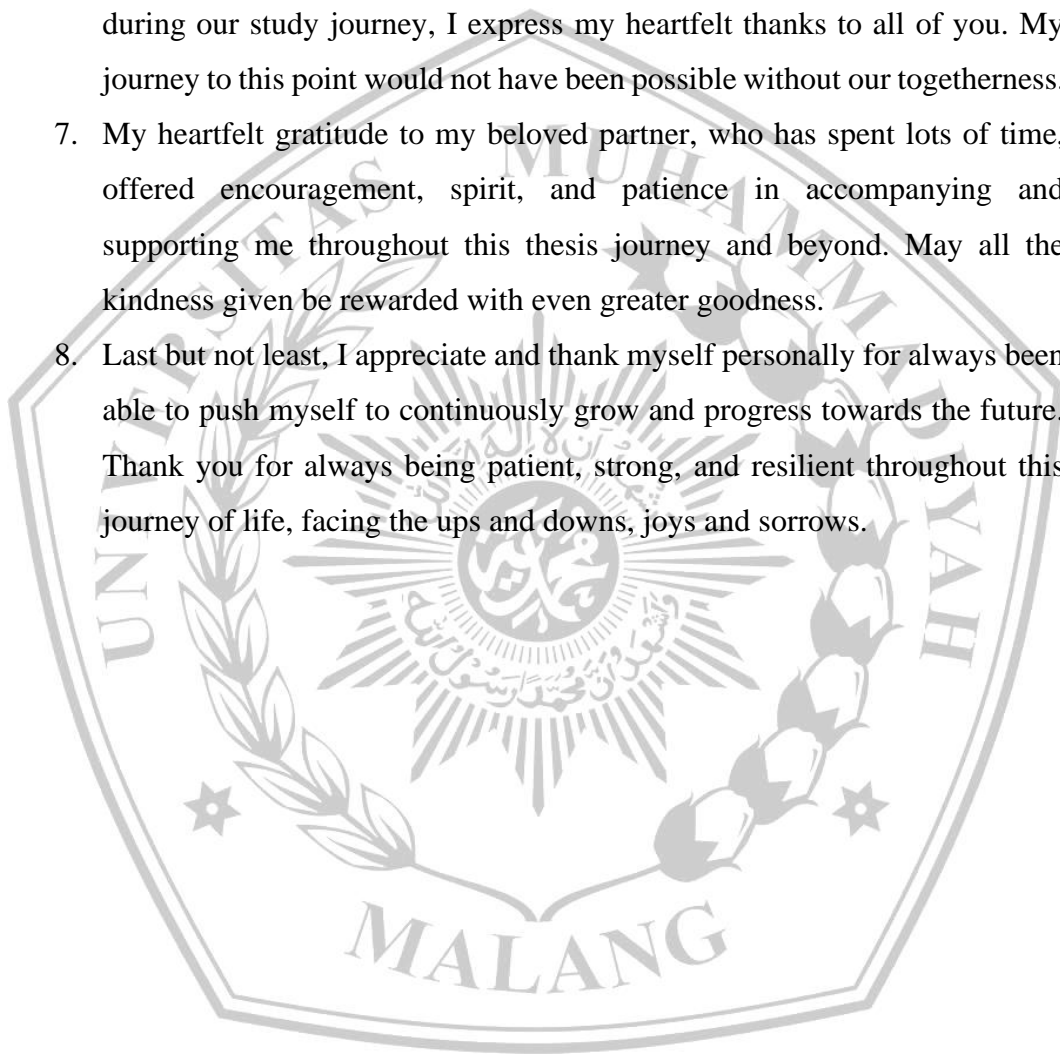 during our study journey, I express my heartfelt thanks to all of you. My
journey to this point would not have been possible without our togetherness.
7. My heartfelt gratitude to my beloved partner, who has spent lots of time,
offered encouragement, spirit, and patience in accompanying and
supporting me throughout this thesis journey and beyond. May all the
kindness given be rewarded with even greater goodness.
8. Last but not least, I appreciate and thank myself personally for always been
able to push myself to continuously grow and progress towards the future.
Thank you for always being patient, strong, and resilient throughout this
journey of life, facing the ups and downs, joys and sorrows.
UNIVERSITAS MUHAMMADIYAH
MALANG